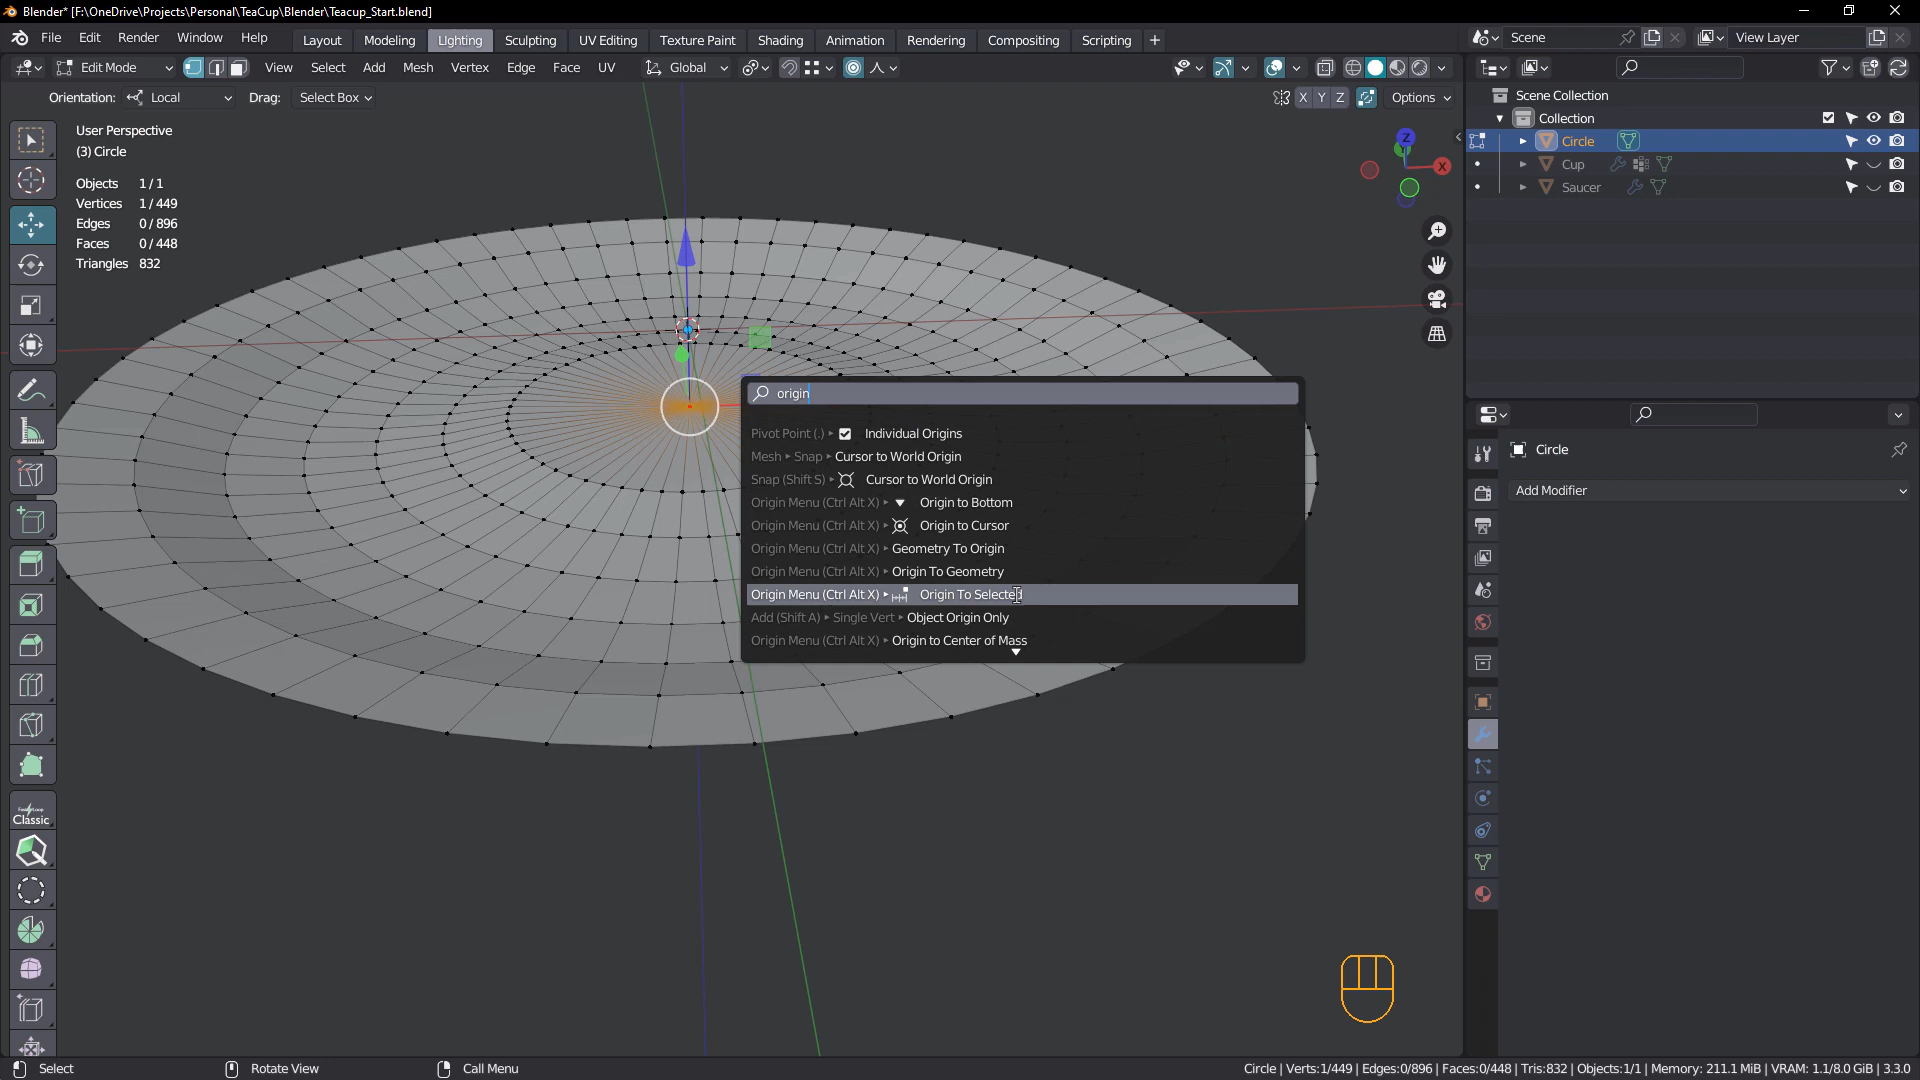 Blender* [F:\OneDrive\Projects\Personal\TeaCup\Blender\Teacup_Start.blend]
File Edit Render Window Help Layout Modeling Lighting Sculpting UV Editing Texture Paint Shading Animation Rendering Compositing Scripting + Scene View Layer
Edit Mode View Select Add Mesh Vertex Edge Face UV Global
Orientation: Local Drag: Select Box X Y Z Options
User Perspective
(3) Circle
Objects 1/1
Vertices 1/449
Edges 0/896
Faces 0/448
Triangles 832
Z
X
Scene Collection
Collection
Circle
Cup
Saucer
origin
Pivot Point (.) ▸ Individual Origins
Mesh ▸ Snap ▸ Cursor to World Origin
Snap (Shift S) ▸ Cursor to World Origin
Origin Menu (Ctrl Alt X) ▸ Origin to Bottom
Origin Menu (Ctrl Alt X) ▸ Origin to Cursor
Origin Menu (Ctrl Alt X) ▸ Geometry To Origin
Origin Menu (Ctrl Alt X) ▸ Origin To Geometry
Origin Menu (Ctrl Alt X) ▸ Origin To Selected
Add (Shift A) ▸ Single Vert ▸ Object Origin Only
Origin Menu (Ctrl Alt X) ▸ Origin to Center of Mass
Circle
Add Modifier
Classic
Select Rotate View Call Menu
Circle | Verts:1/449 | Edges:0/896 | Faces:0/448 | Tris:832 | Objects:1/1 | Memory: 211.1 MiB | VRAM: 1.1/8.0 GiB | 3.3.0